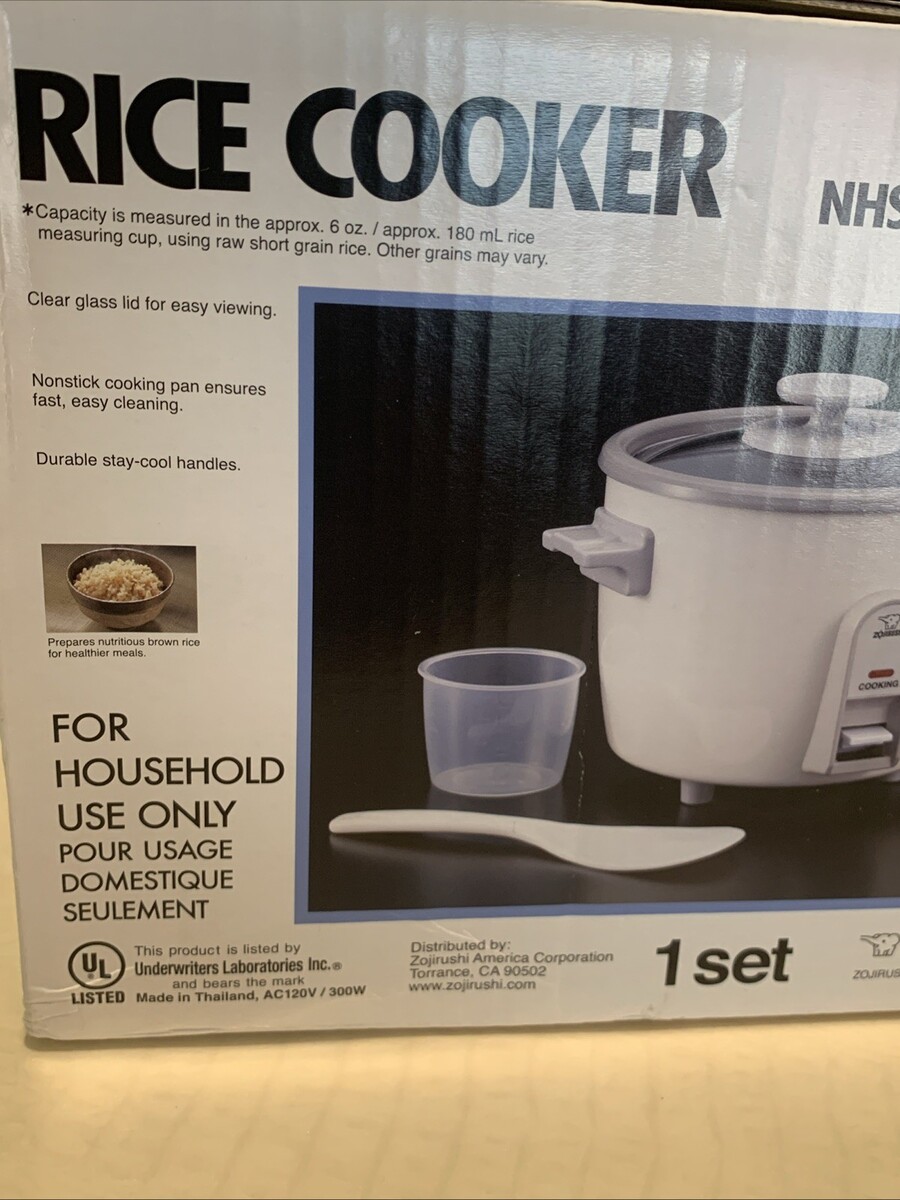 RICE COOKER
NHS
*Capacity is measured in the approx. 6 oz. / approx. 180 mL rice
measuring cup, using raw short grain rice. Other grains may vary.
Clear glass lid for easy viewing.
Nonstick cooking pan ensures
fast, easy cleaning.
Durable stay-cool handles.
Prepares nutritious brown rice
for healthier meals.
COOKING
FOR
HOUSEHOLD
USE ONLY
POUR USAGE
DOMESTIQUE
SEULEMENT
UL
LISTED
This product is listed by
Underwriters Laboratories Inc.®
and bears the mark
Made in Thailand, AC120V / 300W
Distributed by:
Zojirushi America Corporation
Torrance, CA 90502
www.zojirushi.com
1 set
ZOJIRUS